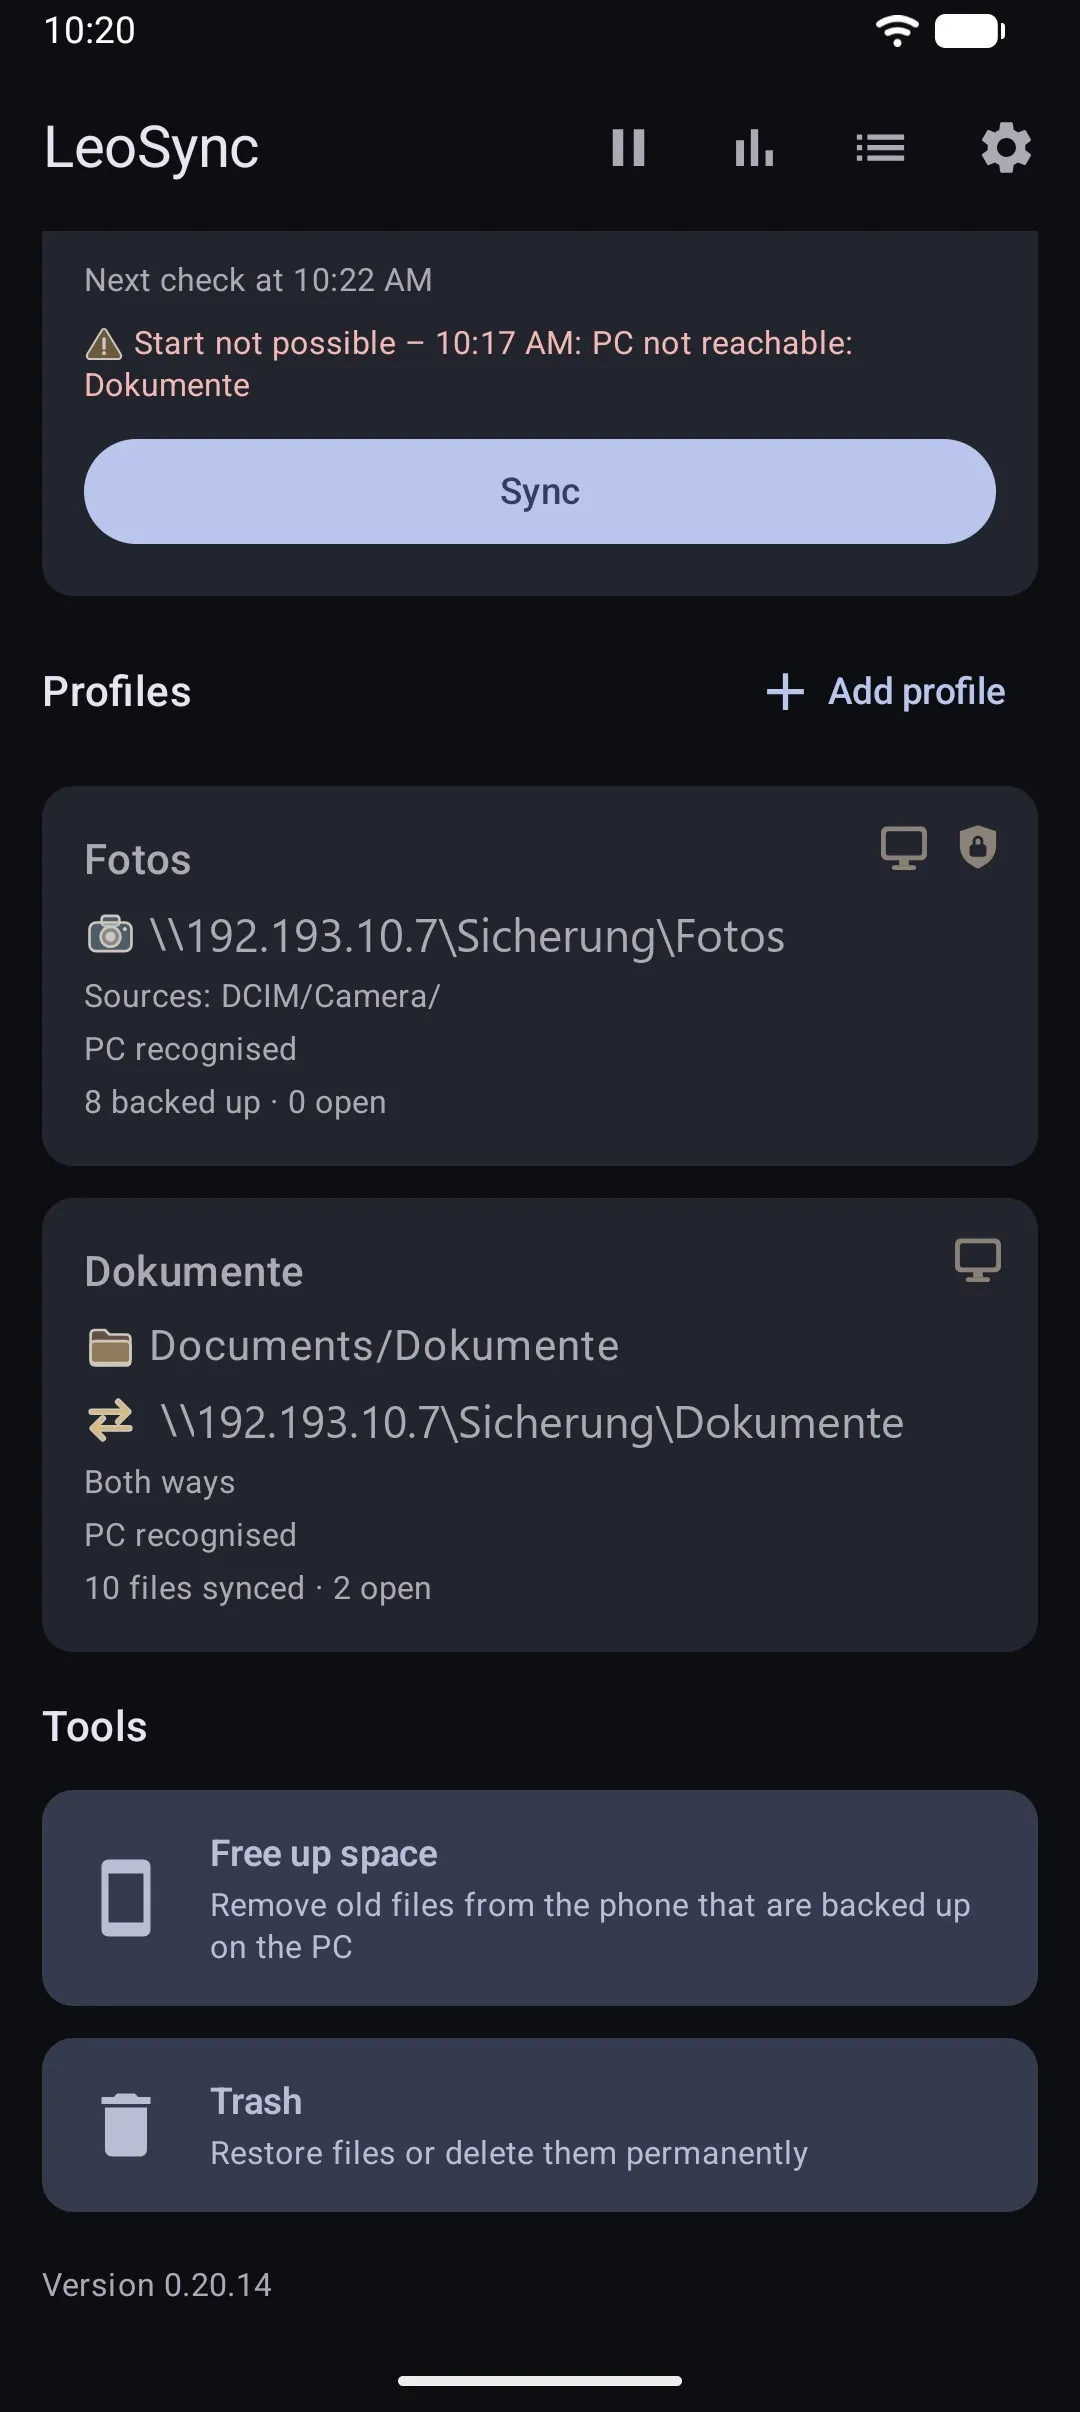 10:20
LeoSync
Next check at 10:22 AM
⚠ Start not possible – 10:17 AM: PC not reachable:
Dokumente
Sync
Profiles
+ Add profile
Fotos
\\192.193.10.7\Sicherung\Fotos
Sources: DCIM/Camera/
PC recognised
8 backed up · 0 open
Dokumente
Documents/Dokumente
\\192.193.10.7\Sicherung\Dokumente
Both ways
PC recognised
10 files synced · 2 open
Tools
Free up space
Remove old files from the phone that are backed up
on the PC
Trash
Restore files or delete them permanently
Version 0.20.14